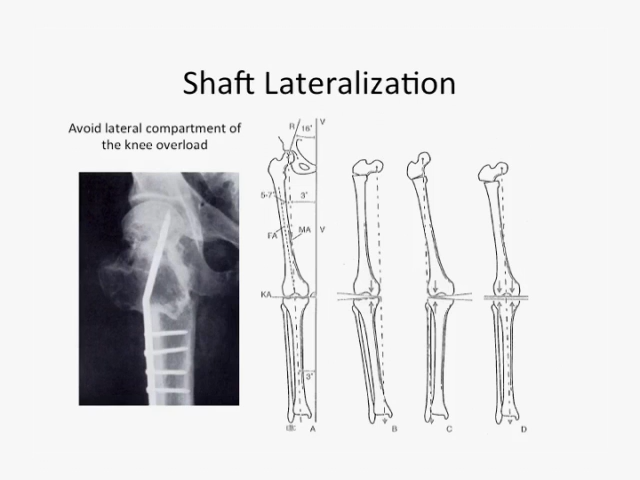 Shaft Lateralization
Avoid lateral compartment of
the knee overload
R
16°
V
5-7°
3°
FA
MA
V
KA
3°
A
B
C
D